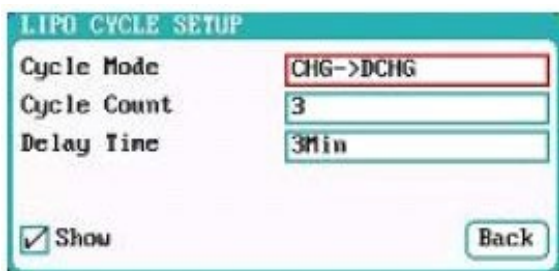 LIPO CYCLE SETUP
Cycle Mode CHG->DCHG
Cycle Count 3
Delay Time 3Min
Show Back